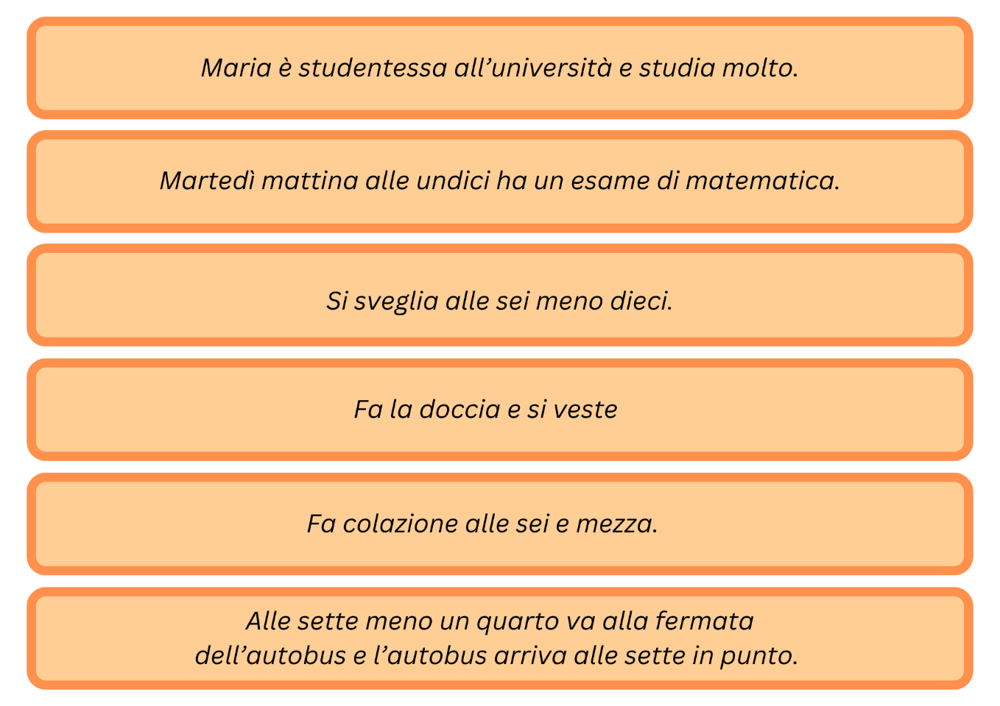 Maria è studentessa all’università e studia molto.
Martedì mattina alle undici ha un esame di matematica.
Si sveglia alle sei meno dieci.
Fa la doccia e si veste
Fa colazione alle sei e mezza.
Alle sette meno un quarto va alla fermata
dell’autobus e l’autobus arriva alle sette in punto.